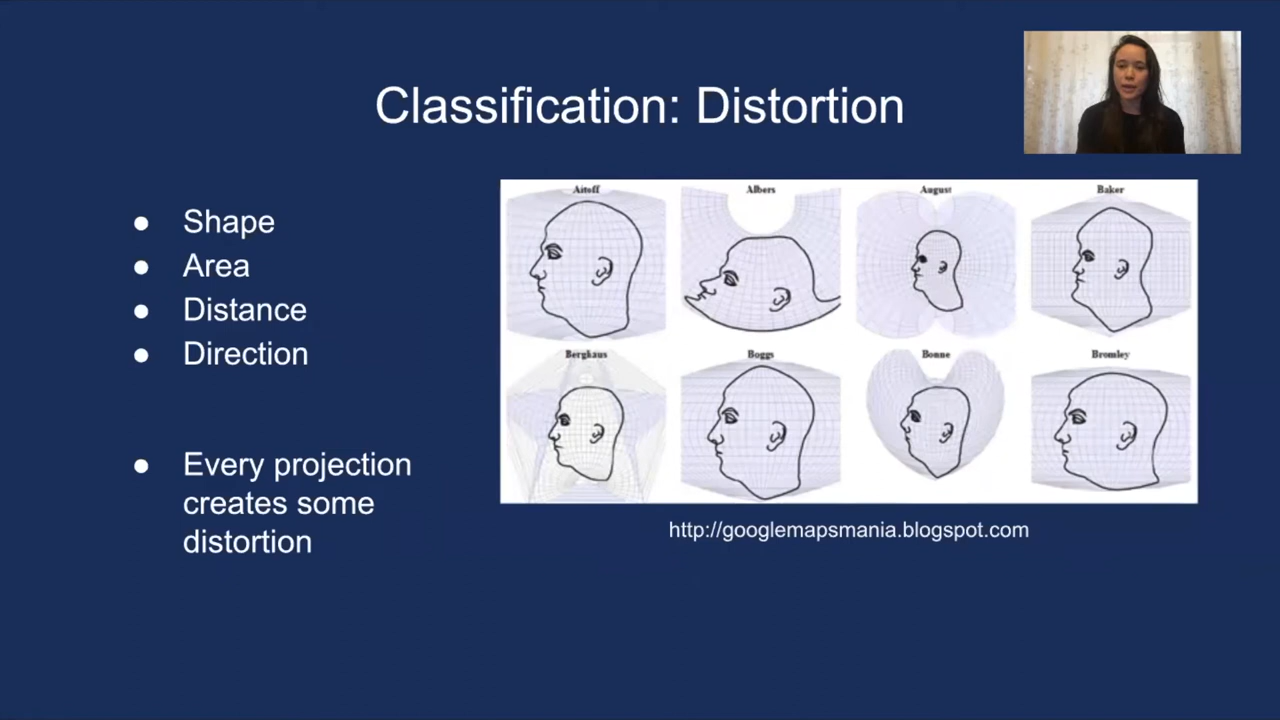 Classification: Distortion
● Shape
● Area
● Distance
● Direction
● Every projection
creates some
distortion
Aitoff Albers August Baker
Berghaus Boggs Bonne Bromley
http://googlemapsmania.blogspot.com